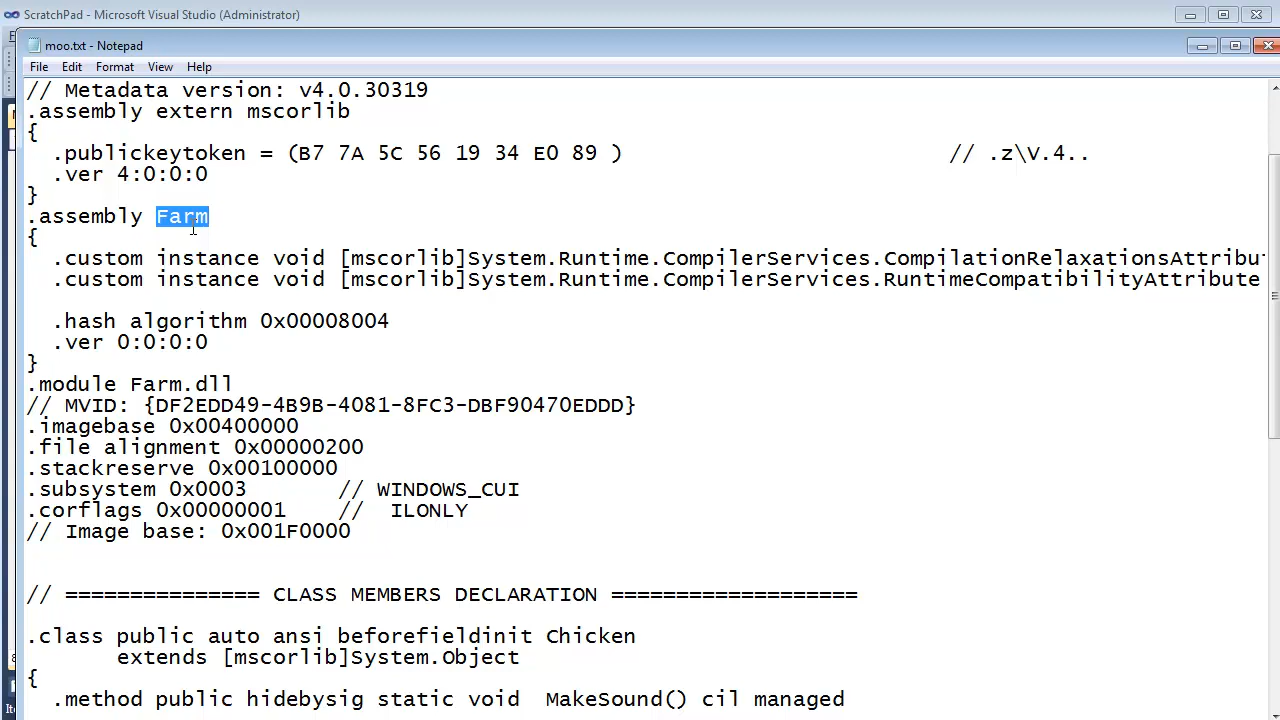 ScratchPad - Microsoft Visual Studio (Administrator)
moo.txt - Notepad
File Edit Format View Help
// Metadata version: v4.0.30319
.assembly extern mscorlib
{
.publickeytoken = (B7 7A 5C 56 19 34 E0 89 ) // .z\V.4..
.ver 4:0:0:0
}
.assembly Farm
{
.custom instance void [mscorlib]System.Runtime.CompilerServices.CompilationRelaxationsAttribu
.custom instance void [mscorlib]System.Runtime.CompilerServices.RuntimeCompatibilityAttribute
.hash algorithm 0x00008004
.ver 0:0:0:0
}
.module Farm.dll
// MVID: {DF2EDD49-4B9B-4081-8FC3-DBF90470EDDD}
.imagebase 0x00400000
.file alignment 0x00000200
.stackreserve 0x00100000
.subsystem 0x0003 // WINDOWS_CUI
.corflags 0x00000001 // ILONLY
// Image base: 0x001F0000
// =============== CLASS MEMBERS DECLARATION ===================
.class public auto ansi beforefieldinit Chicken
extends [mscorlib]System.Object
{
.method public hidebysig static void MakeSound() cil managed